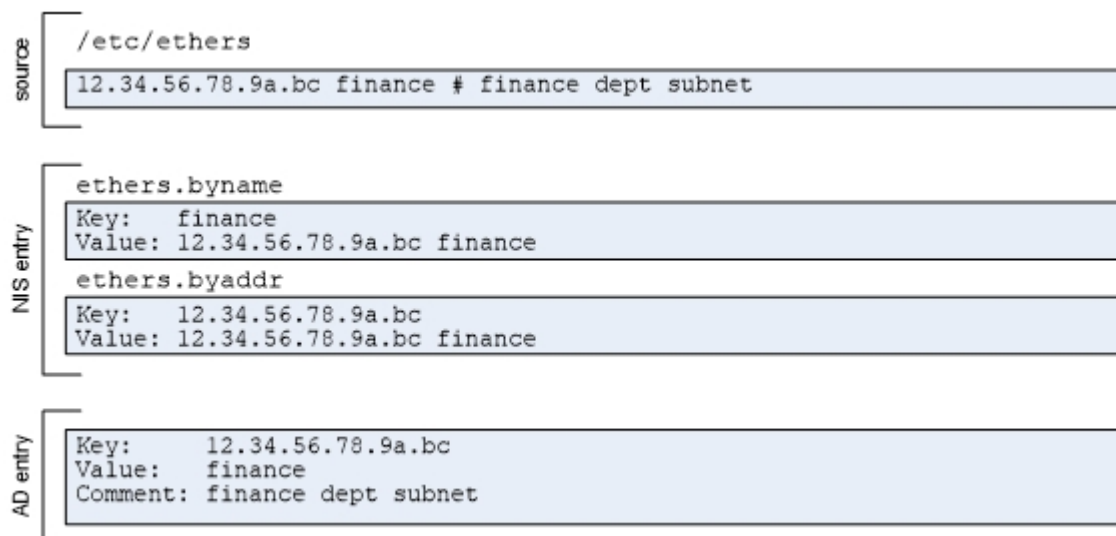 source
/etc/ethers
12.34.56.78.9a.bc finance # finance dept subnet
NIS entry
ethers.byname
Key: finance
Value: 12.34.56.78.9a.bc finance
ethers.byaddr
Key: 12.34.56.78.9a.bc
Value: 12.34.56.78.9a.bc finance
AD entry
Key: 12.34.56.78.9a.bc
Value: finance
Comment: finance dept subnet